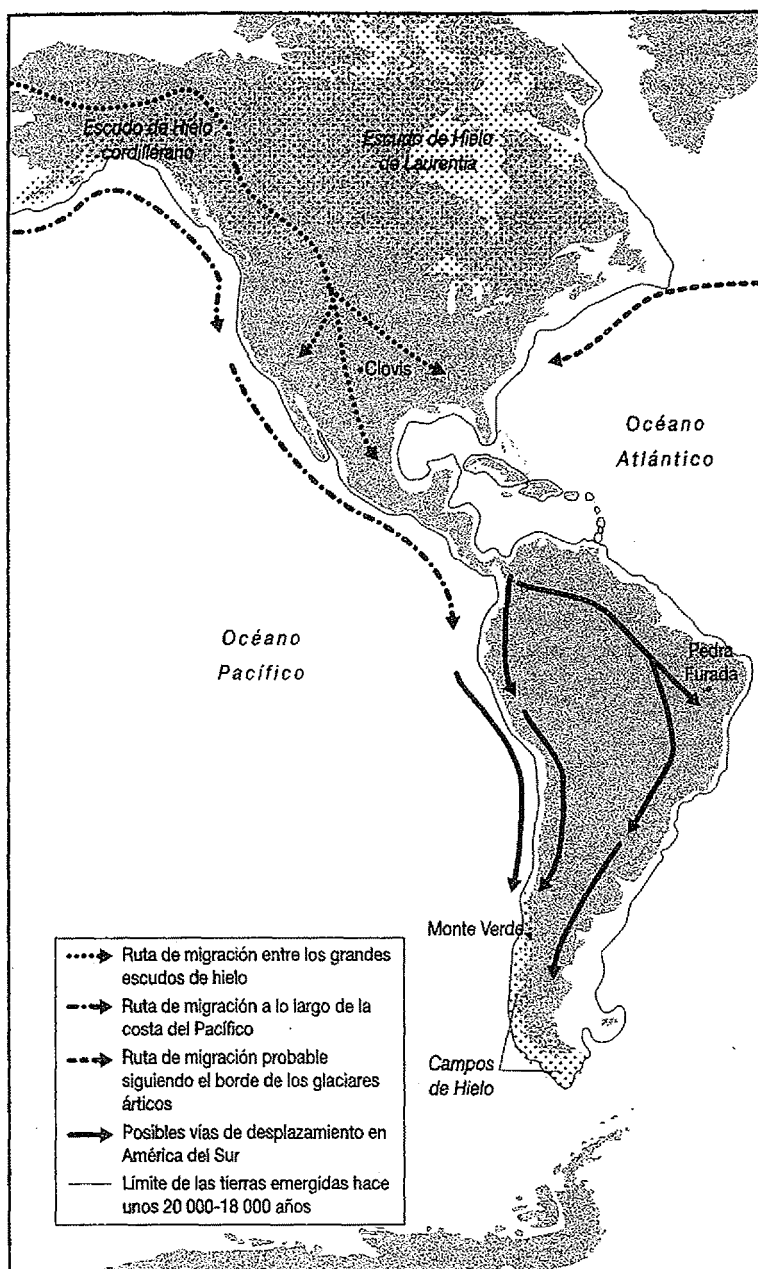 Escudo de Hielo
cordillerano
Escudo de Hielo
de Laurentia
Clovis
Océano
Atlántico
Océano
Pacífico
Pedra
Furada
Monte Verde
Campos
de Hielo
Ruta de migración entre los grandes
escudos de hielo
Ruta de migración a lo largo de la
costa del Pacífico
Ruta de migración probable
siguiendo el borde de los glaciares
árticos
Posibles vías de desplazamiento en
América del Sur
Límite de las tierras emergidas hace
unos 20 000-18 000 años